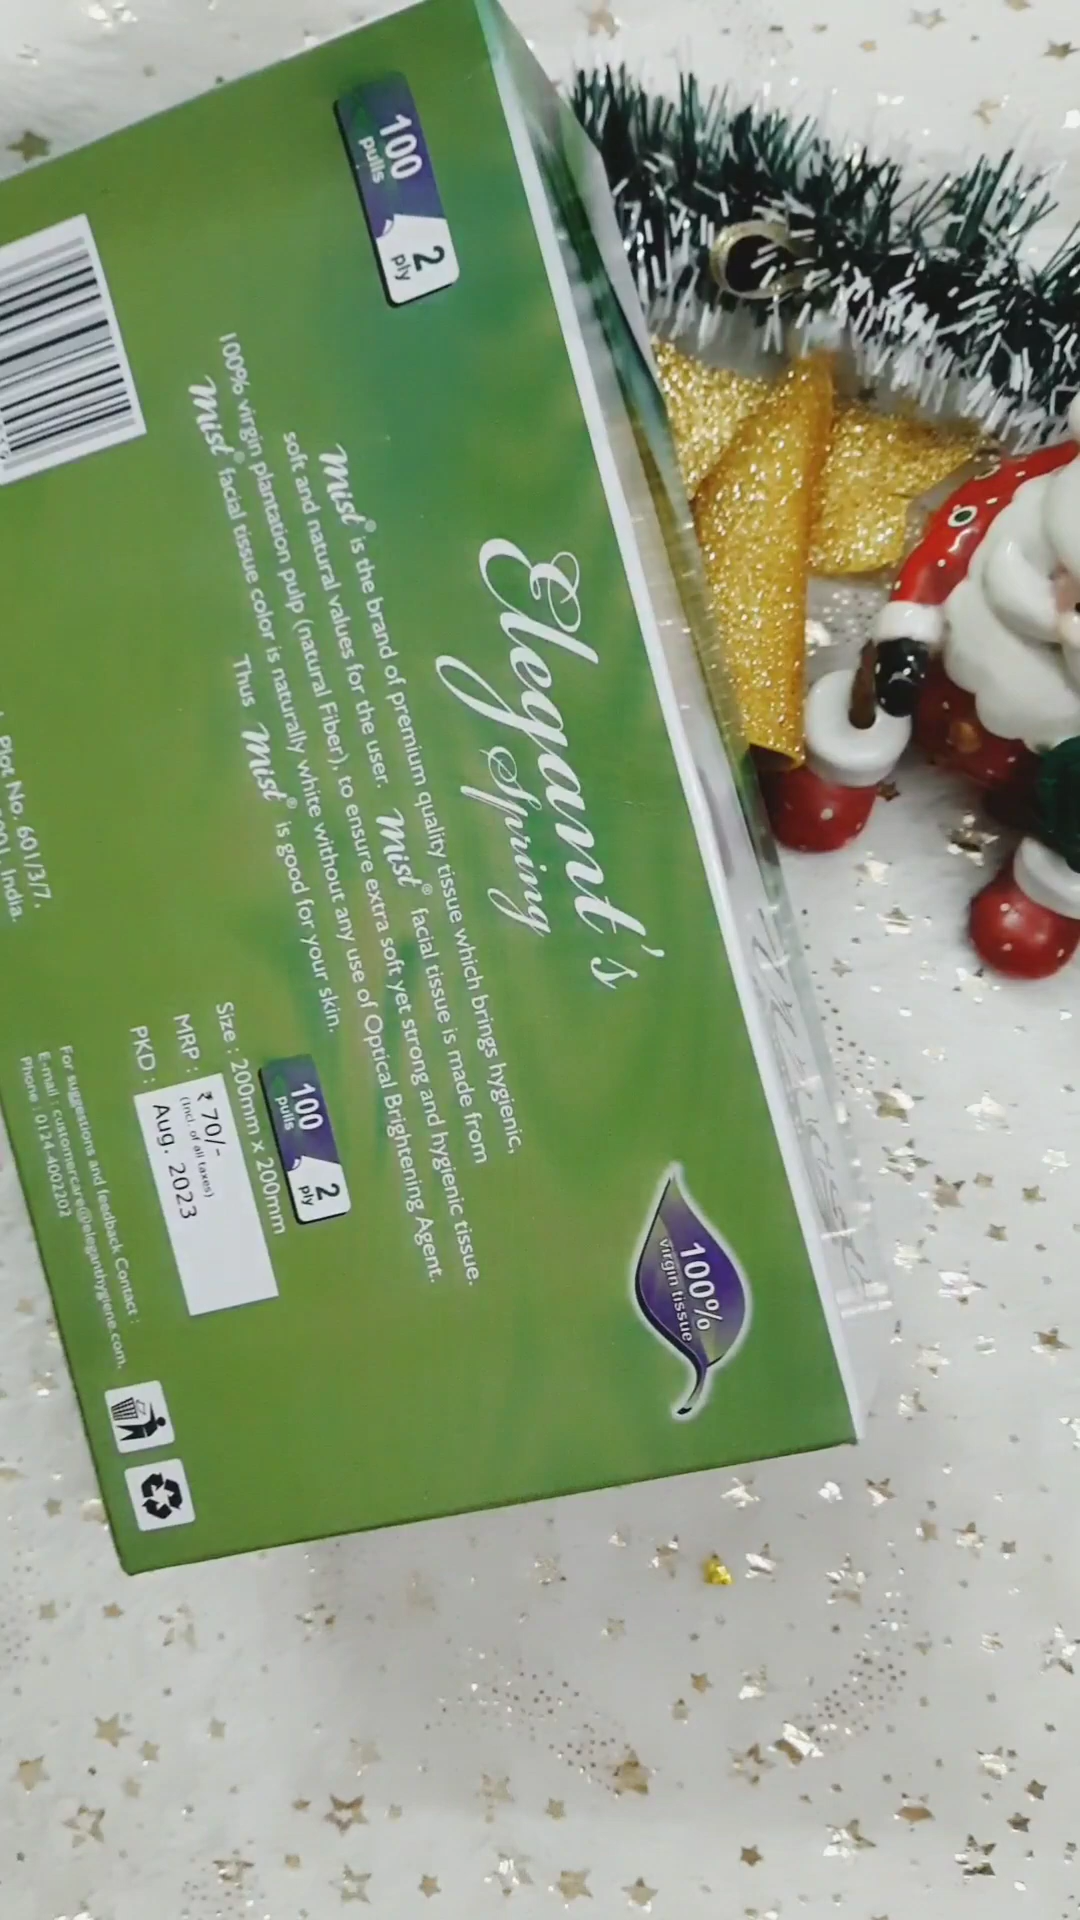 100
pulls
2
ply
Elegant's
Spring
Mist® is the brand of premium quality tissue which brings hygienic,
soft and natural values for the user. Mist® facial tissue is made from
100% virgin plantation pulp (natural Fiber), to ensure extra soft yet strong and hygienic tissue.
Mist® facial tissue color is naturally white without any use of Optical Brightening Agent.
Thus Mist® is good for your skin.
100%
virgin tissue
100
pulls
2
ply
Size : 200mm x 200mm
MRP : ₹ 70/-
(Incl. of all taxes)
PKD : Aug. 2023
Plot No. 601/3/7.
India.
For suggestions and feedback Contact :
E-mail : customercare@eleganthygiene.com.
Phone : 0124-4002202